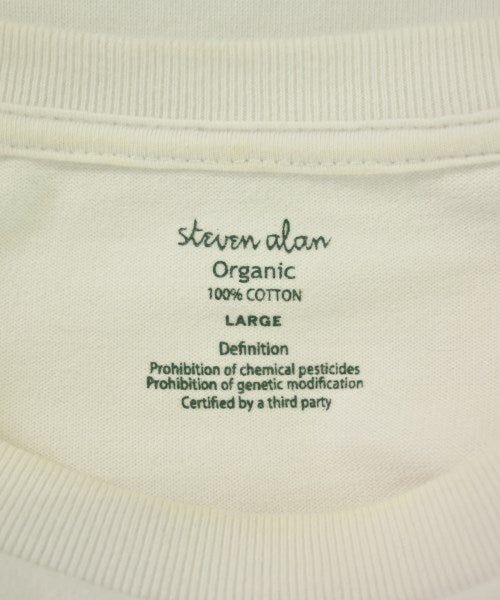 steven alan
Organic
100% COTTON
LARGE
Definition
Prohibition of chemical pesticides
Prohibition of genetic modification
Certified by a third party